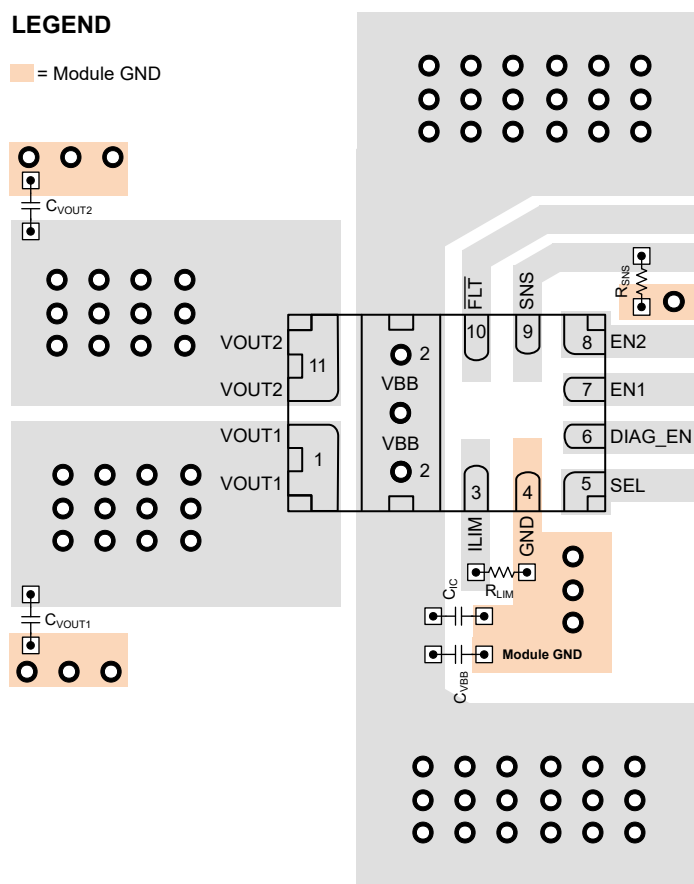 LEGEND
= Module GND
CVOUT2
FLT
SNS
RSNS
10
9
8
EN2
VOUT2
11
2
VBB
VOUT2
7
EN1
VOUT1
1
VBB
6
DIAG_EN
VOUT1
2
3
4
5
SEL
ILIM
GND
RLIM
CIC
CVOUT1
Module GND
CVBB